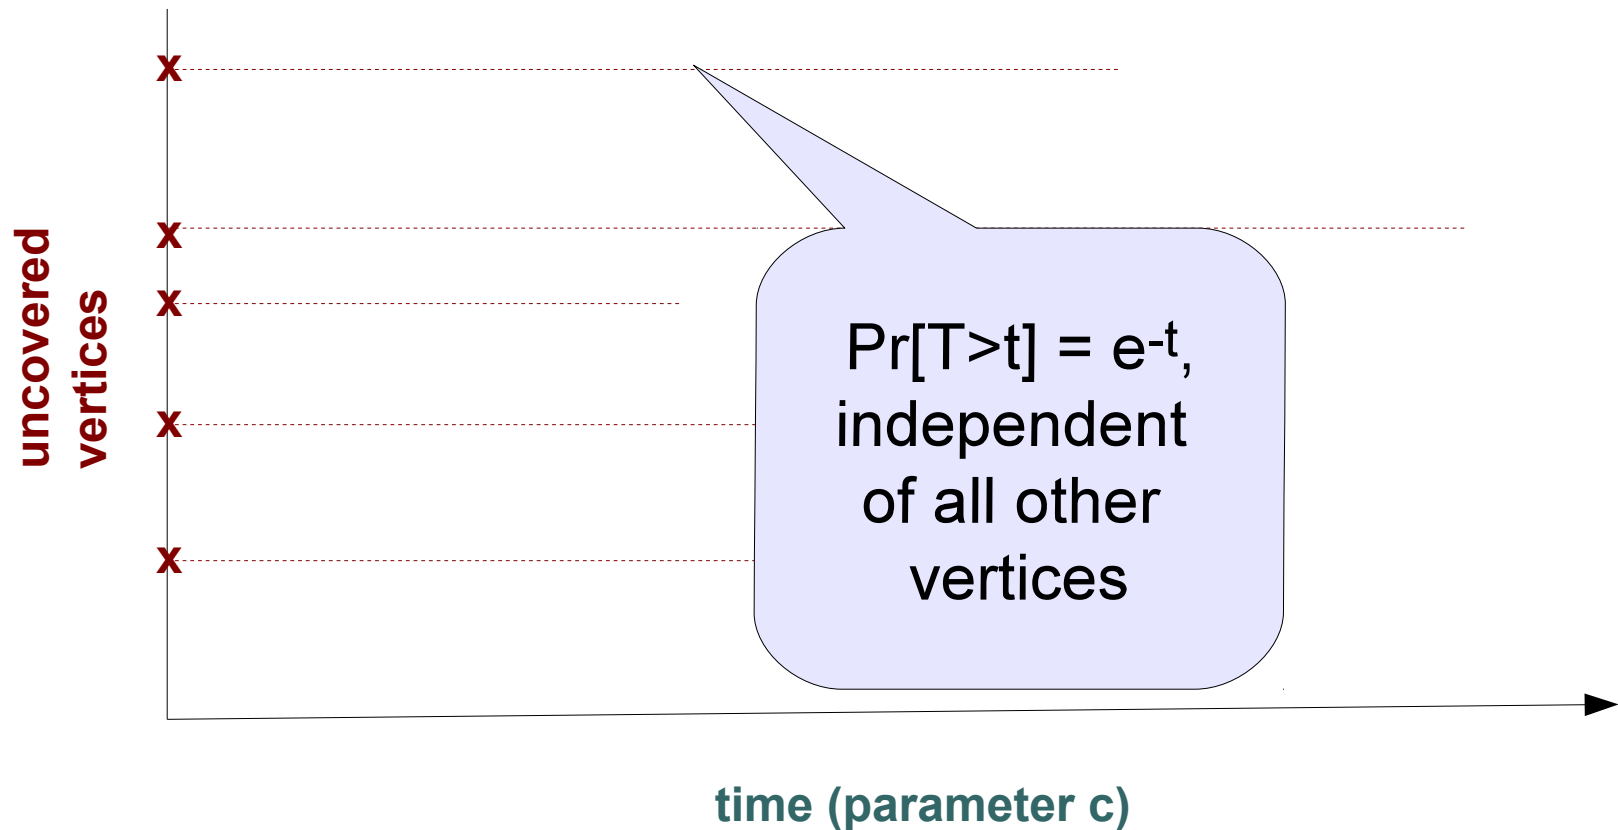 uncovered
vertices
x
x
x
x
x
Pr[T>t] = e-t,
independent
of all other
vertices
time (parameter c)